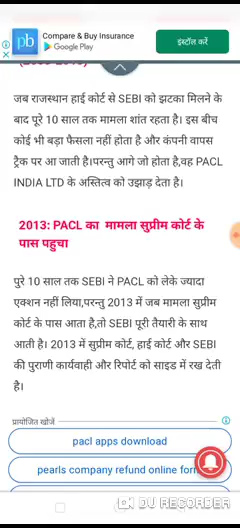 Compare & Buy Insurance
pb
Google Play
इंस्टॉल करें
जब राजस्थान हाई कोर्ट से SEBI को झटका मिलने के
बाद पूरे 10 साल तक मामला शांत रहता है। इस बीच
कोई भी बड़ा फैसला नहीं होता है और कंपनी वापस
ट्रैक पर आ जाती है।परन्तु आगे जो होता है,वह PACL
INDIA LTD के अस्तित्व को उझाड़ देता है।
2013: PACL का मामला सुप्रीम कोर्ट के
पास पहुचा
पुरे 10 साल तक SEBI ने PACL को लेके ज्यादा
एक्शन नहीं लिया,परन्तु 2013 में जब मामला सुप्रीम
कोर्ट के पास आता है,तो SEBI पूरी तैयारी के साथ
आती है। 2013 में सुप्रीम कोर्ट, हाई कोर्ट और SEBI
की पुराणी कार्यवाही और रिपोर्ट को साइड में रख देती
है।
प्रायोजित खोजें
pacl apps download
pearls company refund online form
DU RECORDER